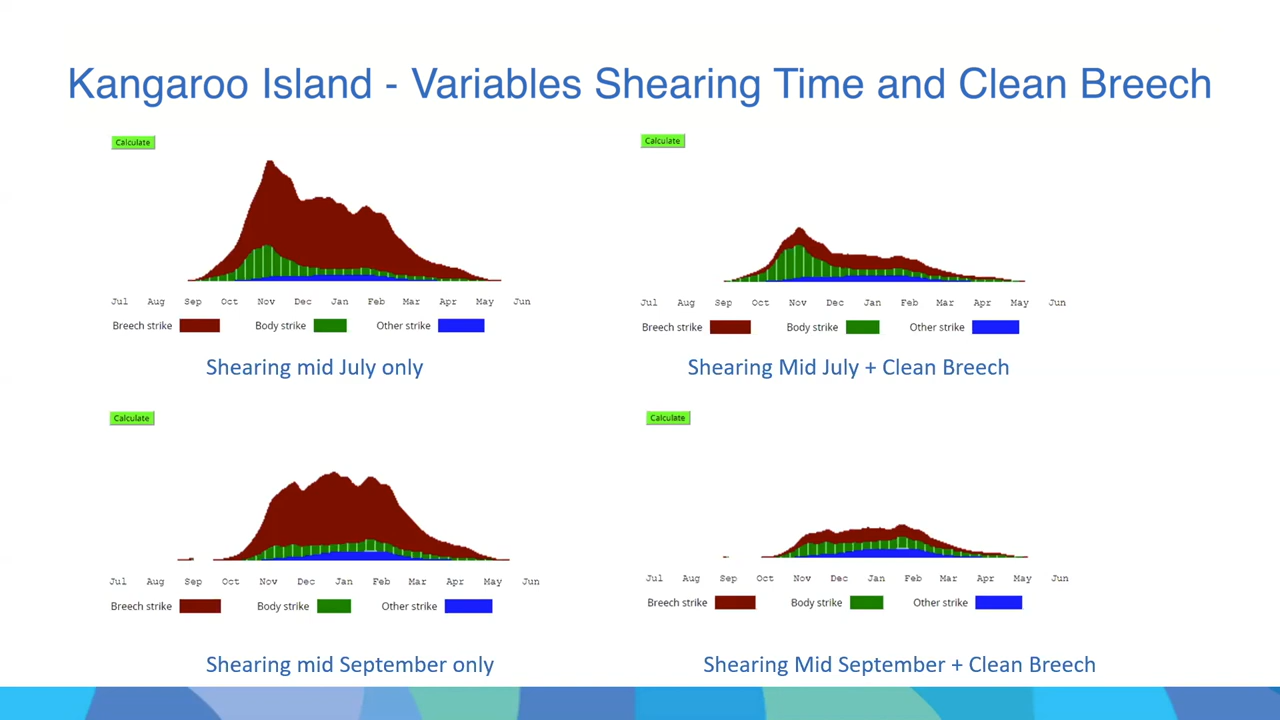 Kangaroo Island - Variables Shearing Time and Clean Breech
Calculate
Jul Aug Sep Oct Nov Dec Jan Feb Mar Apr May Jun
Breech strike Body strike Other strike
Shearing mid July only
Calculate
Jul Aug Sep Oct Nov Dec Jan Feb Mar Apr May Jun
Breech strike Body strike Other strike
Shearing Mid July + Clean Breech
Calculate
Jul Aug Sep Oct Nov Dec Jan Feb Mar Apr May Jun
Breech strike Body strike Other strike
Shearing mid September only
Calculate
Jul Aug Sep Oct Nov Dec Jan Feb Mar Apr May Jun
Breech strike Body strike Other strike
Shearing Mid September + Clean Breech